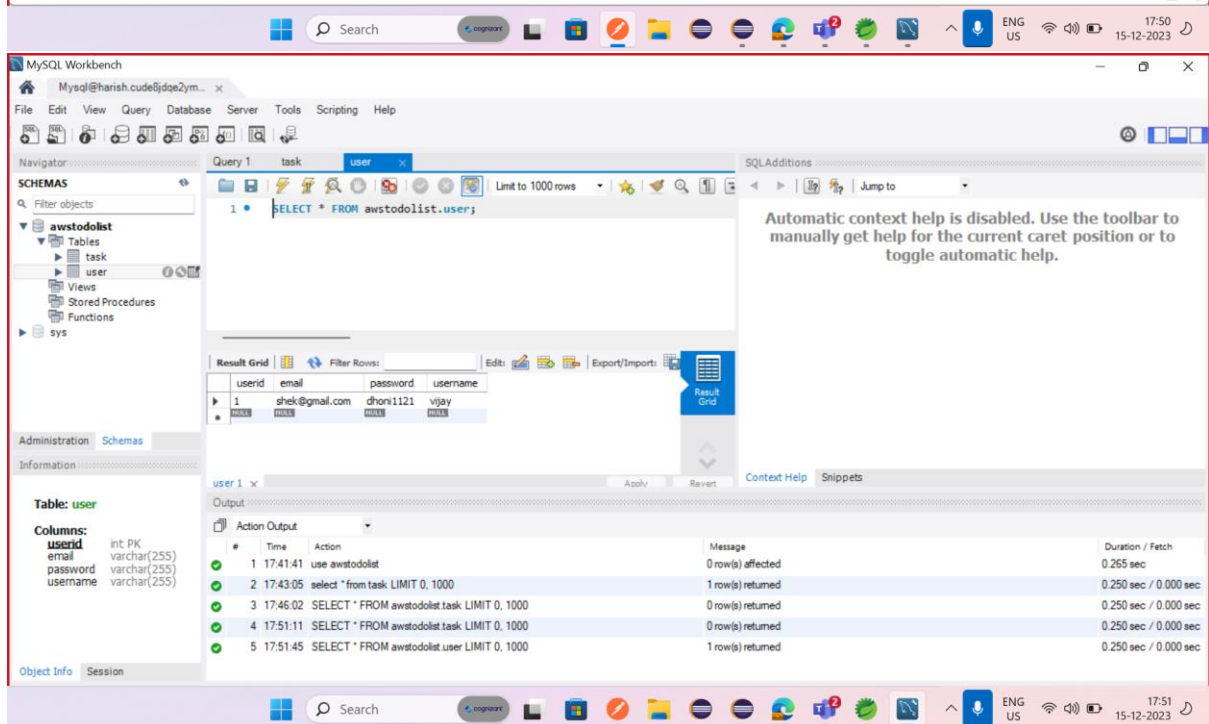 Search
cognizant
2
ENG
US
17:50
15-12-2023
MySQL Workbench
Mysql@harish.cude8jdqe2ym...
File Edit View Query Database Server Tools Scripting Help
Navigator
SCHEMAS
Filter objects
awstodolist
Tables
task
user
Views
Stored Procedures
Functions
sys
Administration Schemas
Information
Table: user
Columns:
userid int PK
email varchar(255)
password varchar(255)
username varchar(255)
Object Info Session
Query 1 task user
Limit to 1000 rows
1 SELECT * FROM awstodolist.user;
Result Grid Filter Rows: Edit: Export/Import:
userid email password username
1 shek@gmail.com dhoni1121 vijay
NULL NULL NULL NULL
Result
Grid
user 1 Apply Revert
SQLAdditions
Jump to
Automatic context help is disabled. Use the toolbar to
manually get help for the current caret position or to
toggle automatic help.
Context Help Snippets
Output
Action Output
# Time Action Message Duration / Fetch
1 17:41:41 use awstodolist 0 row(s) affected 0.265 sec
2 17:43:05 select *from task LIMIT 0, 1000 1 row(s) returned 0.250 sec / 0.000 sec
3 17:46:02 SELECT * FROM awstodolist.task LIMIT 0, 1000 0 row(s) returned 0.250 sec / 0.000 sec
4 17:51:11 SELECT * FROM awstodolist.task LIMIT 0, 1000 0 row(s) returned 0.250 sec / 0.000 sec
5 17:51:45 SELECT * FROM awstodolist.user LIMIT 0, 1000 1 row(s) returned 0.250 sec / 0.000 sec
Search
cognizant
2
ENG
US
17:51
15-12-2023